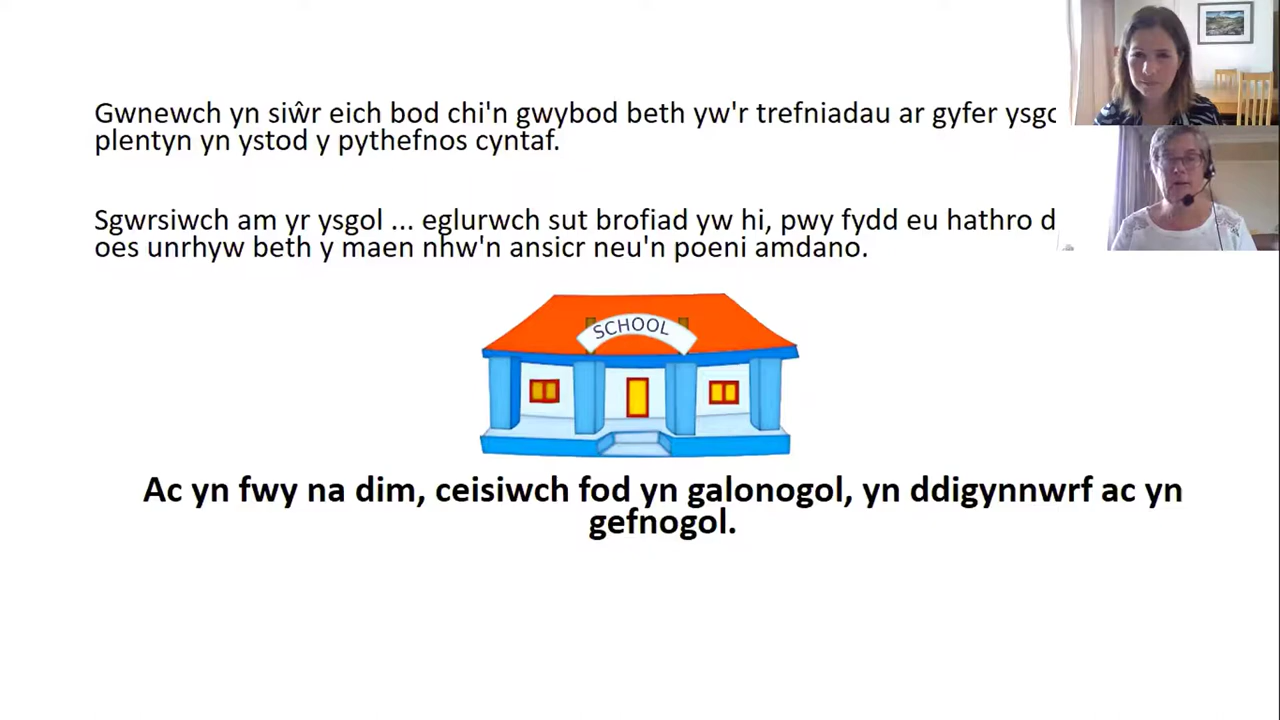 Gwnewch yn siŵr eich bod chi'n gwybod beth yw'r trefniadau ar gyfer
plentyn yn ystod y pythefnos cyntaf.
Sgwrsiwch am yr ysgol ... eglurwch sut brofiad yw hi, pwy fydd eu hathro
oes unrhyw beth y maen nhw'n ansicr neu'n poeni amdano.
SCHOOL
Ac yn fwy na dim, ceisiwch fod yn galonogol, yn ddigynnwrf ac yn
gefnogol.